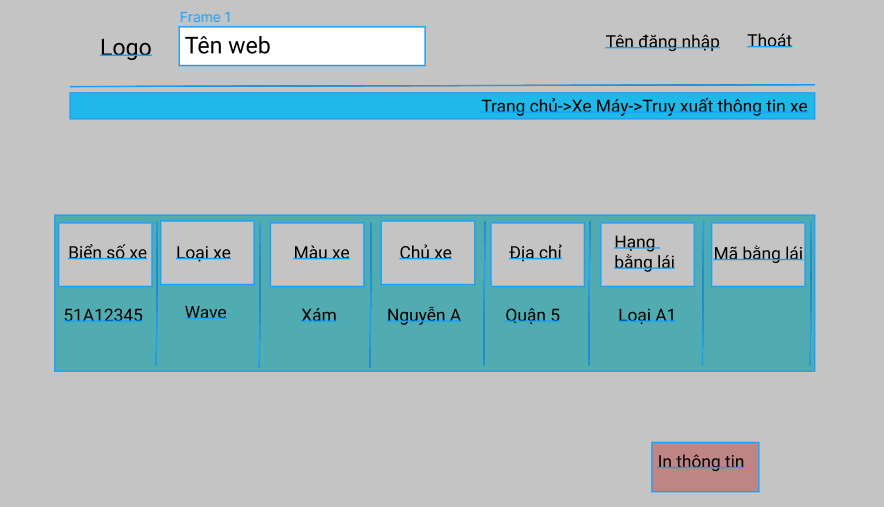 Frame 1
Logo
Tên web
Tên đăng nhập
Thoát
Trang chủ->Xe Máy->Truy xuất thông tin xe
Biển số xe
Loại xe
Màu xe
Chủ xe
Địa chỉ
Hạng
bằng lái
Mã bằng lái
51A12345
Wave
Xám
Nguyễn A
Quận 5
Loại A1
In thông tin